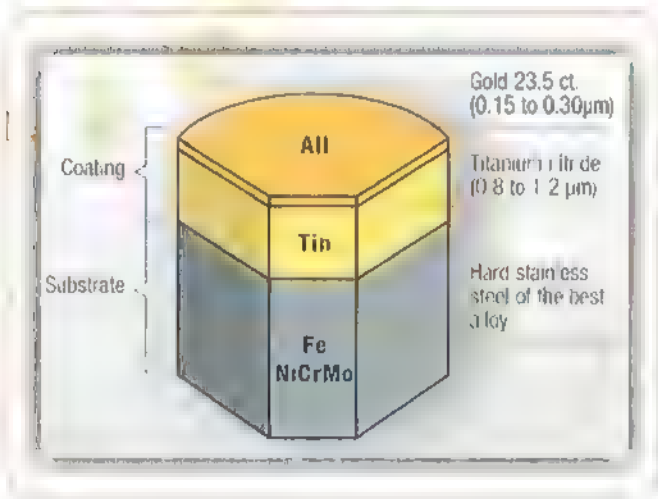 Gold 23.5 ct.
(0.15 to 0.30µm)
Coating
All
Titanium nitride
(0.8 to 1.2 µm)
Tin
Substrate
Hard stainless
steel of the best
alloy
Fe
NiCrMo